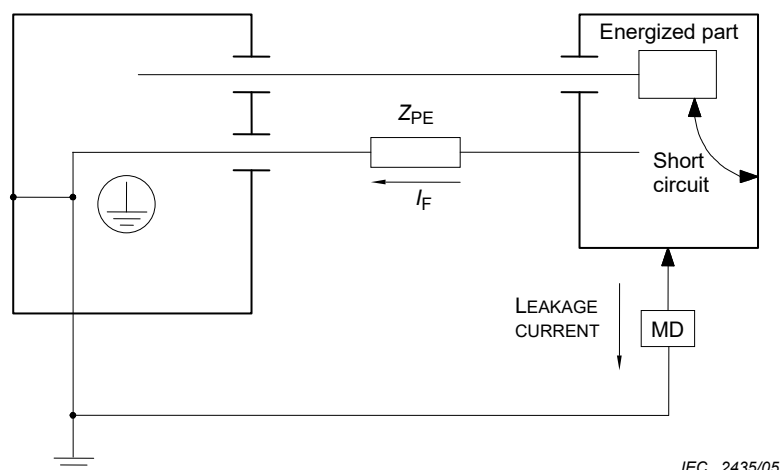 Energized part
ZPE
Short
circuit
IF
LEAKAGE
CURRENT
MD
IEC 2435/05